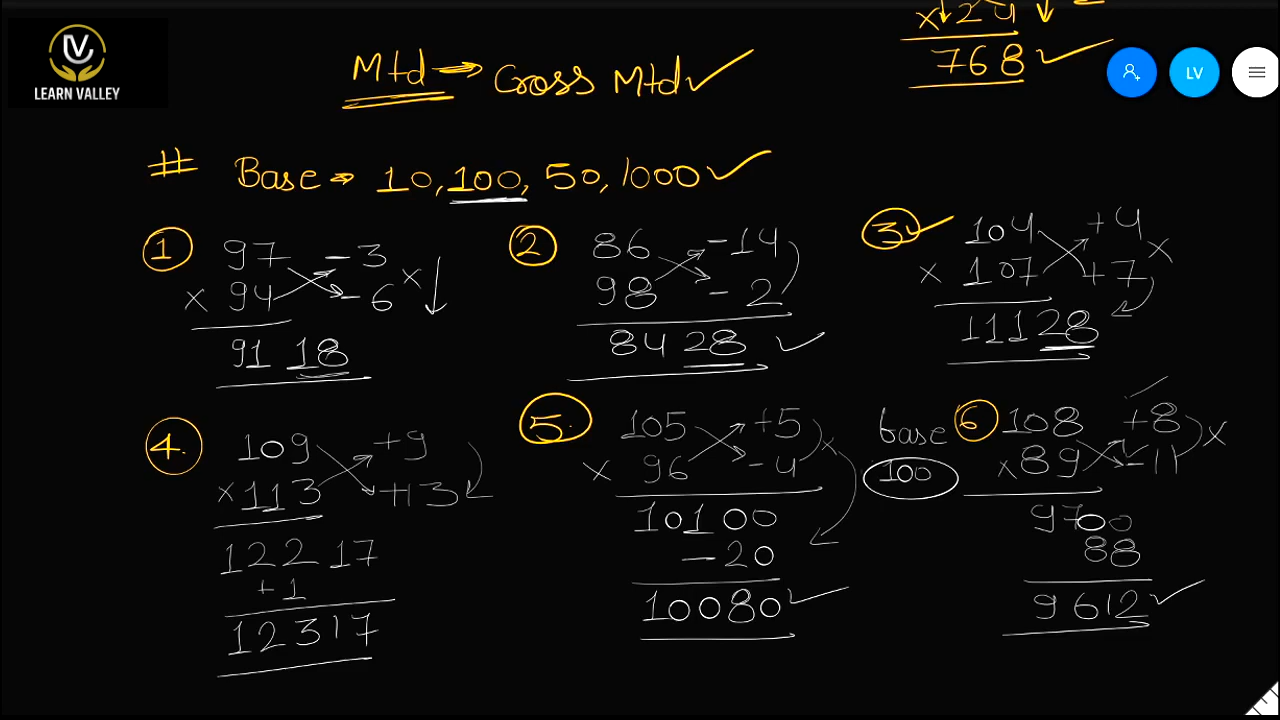 × 24
768
LEARN VALLEY
Mtd → Cross Mtd
LV
# Base → 10, 100, 50, 1000
1
97 - 3
× 94 - 6 ×
91 18
2
86 - 14
98 - 2
84 28
3
104 + 4
× 107 + 7 ×
111 28
4.
109 + 9
× 113 + 13
122 17
+ 1
12317
5.
105 + 5
× 96 - 4 ×
10100
- 20
10080
base
100
6
108 + 8
× 89 - 11 ×
9700
88
9612